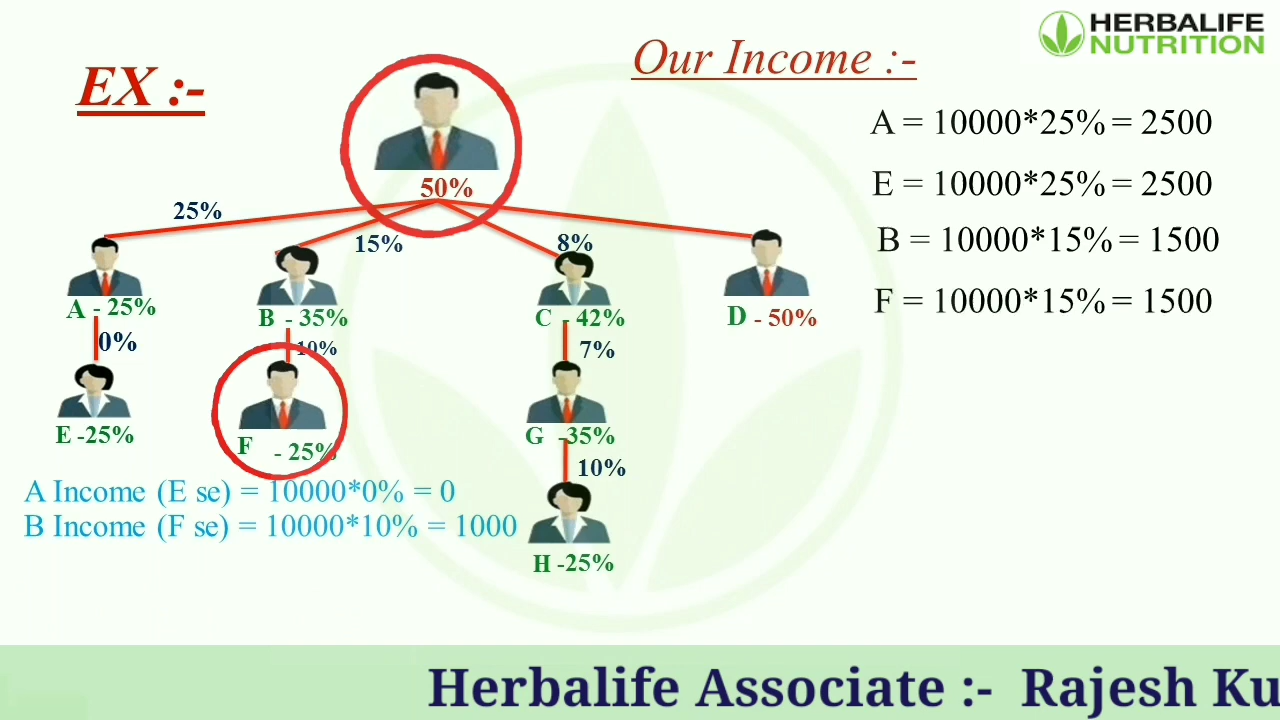 HERBALIFE
NUTRITION
EX :-
Our Income :-
A = 10000*25% = 2500
E = 10000*25% = 2500
B = 10000*15% = 1500
F = 10000*15% = 1500
50%
25%
15%
8%
A - 25%
B - 35%
C - 42%
D - 50%
0%
10%
7%
E -25%
F - 25%
G -35%
10%
H -25%
A Income (E se) = 10000*0% = 0
B Income (F se) = 10000*10% = 1000
Herbalife Associate :- Rajesh Ku